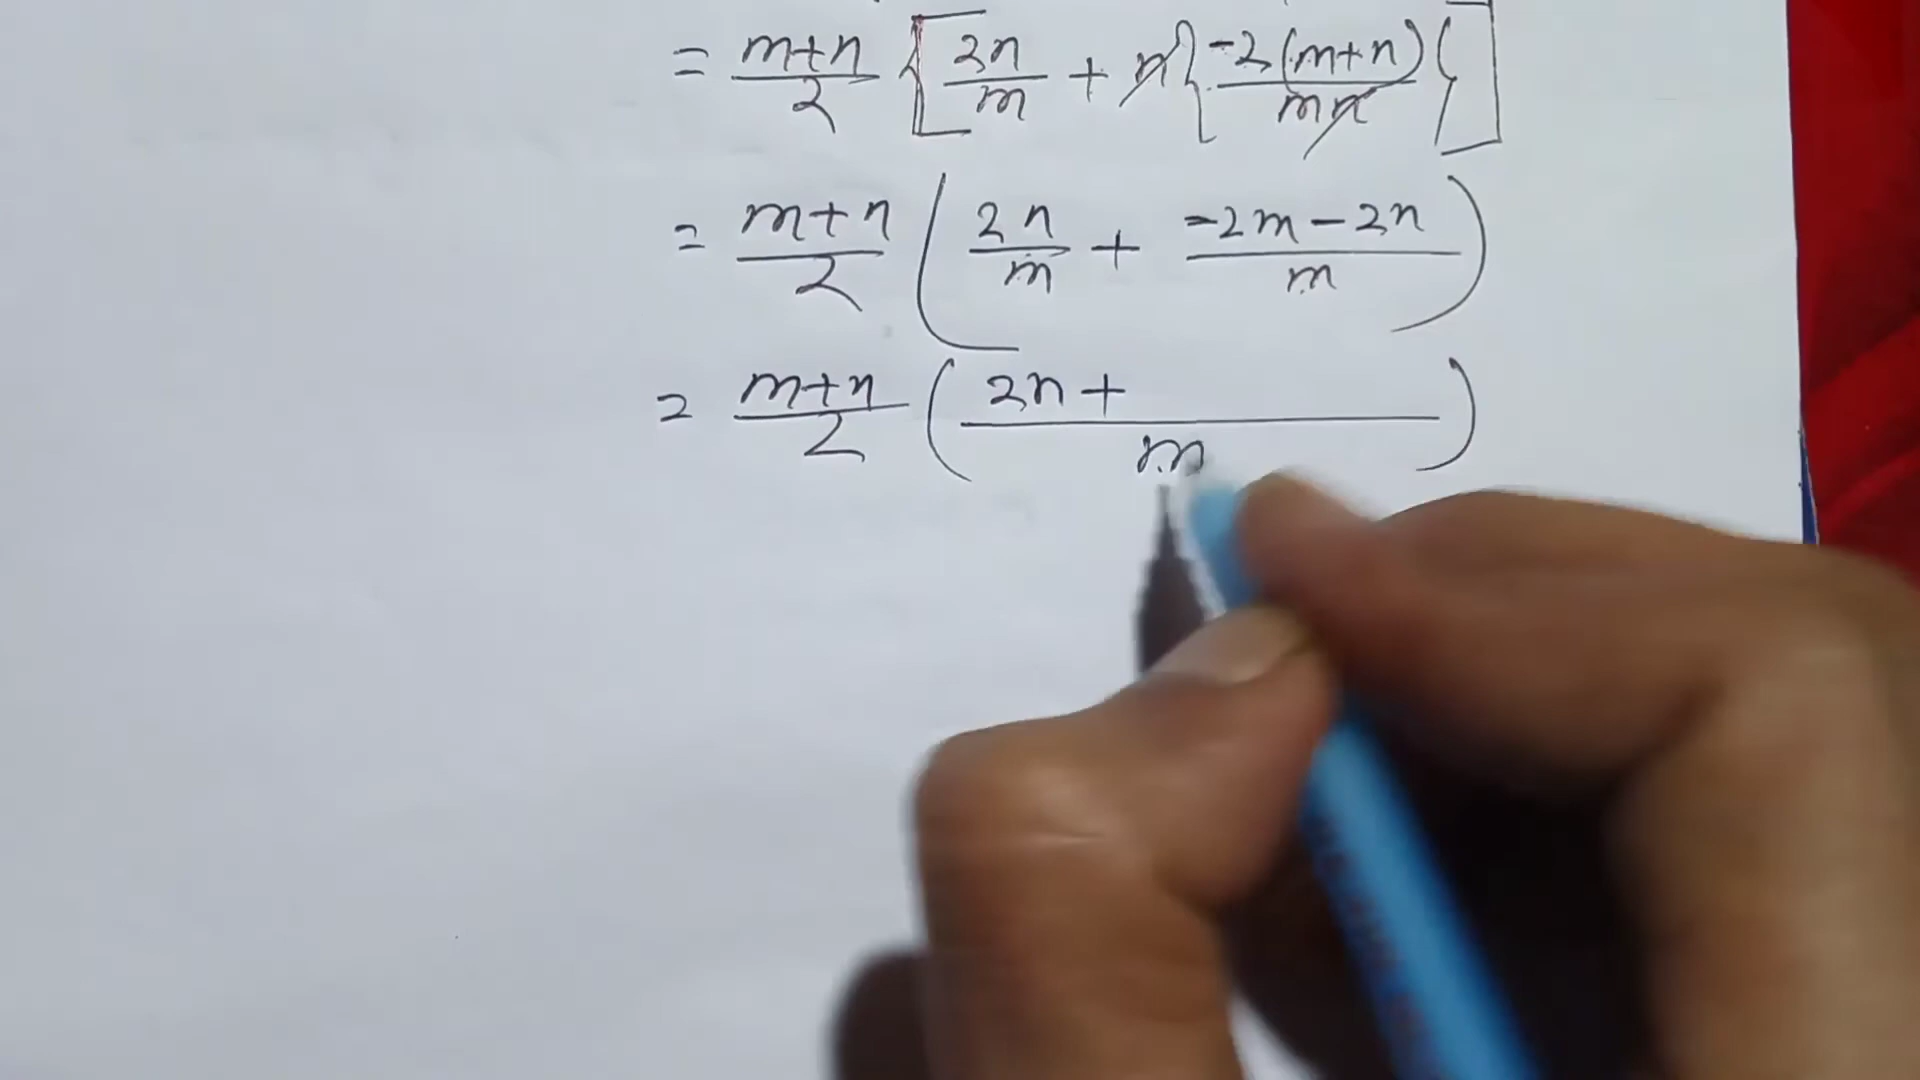 = m+n/2 [2n/m + n{-2(m+n)/mn}]
= m+n/2 (2n/m + -2m-2n/m)
= m+n/2 (2n+ /m)